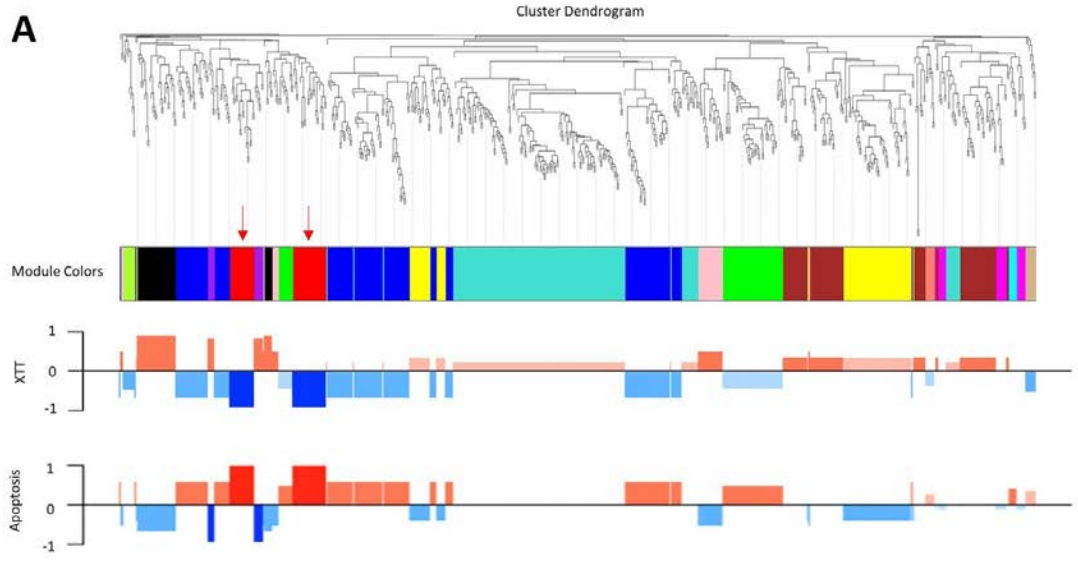 A
Cluster Dendrogram
Module Colors
1
XTT
0
-1
1
Apoptosis
0
-1